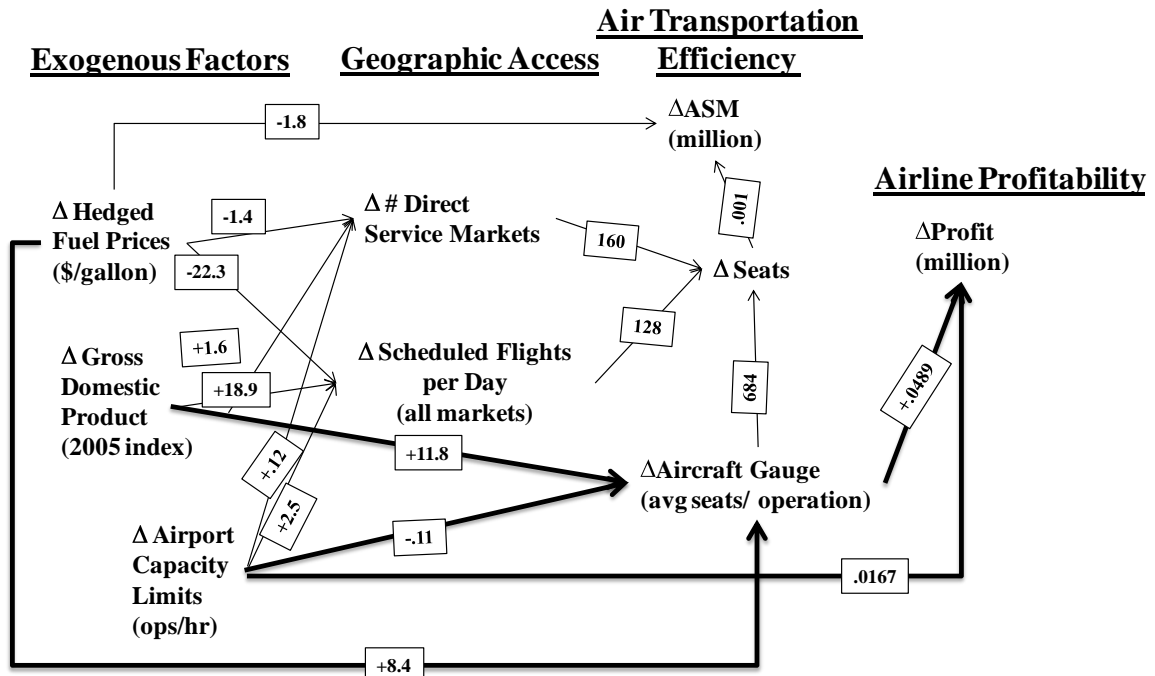 Air Transportation
Exogenous Factors
Geographic Access
Efficiency
-1.8
ΔASM
(million)
Airline Profitability
.001
Δ Hedged
Fuel Prices
($/gallon)
-1.4
Δ # Direct
Service Markets
160
ΔProfit
(million)
-22.3
Δ Seats
128
+1.6
Δ Gross
Domestic
Product
(2005 index)
+18.9
Δ Scheduled Flights
per Day
(all markets)
684
+.0489
+11.8
+.12
+2.5
ΔAircraft Gauge
(avg seats/ operation)
-.11
Δ Airport
Capacity
Limits
(ops/hr)
.0167
+8.4